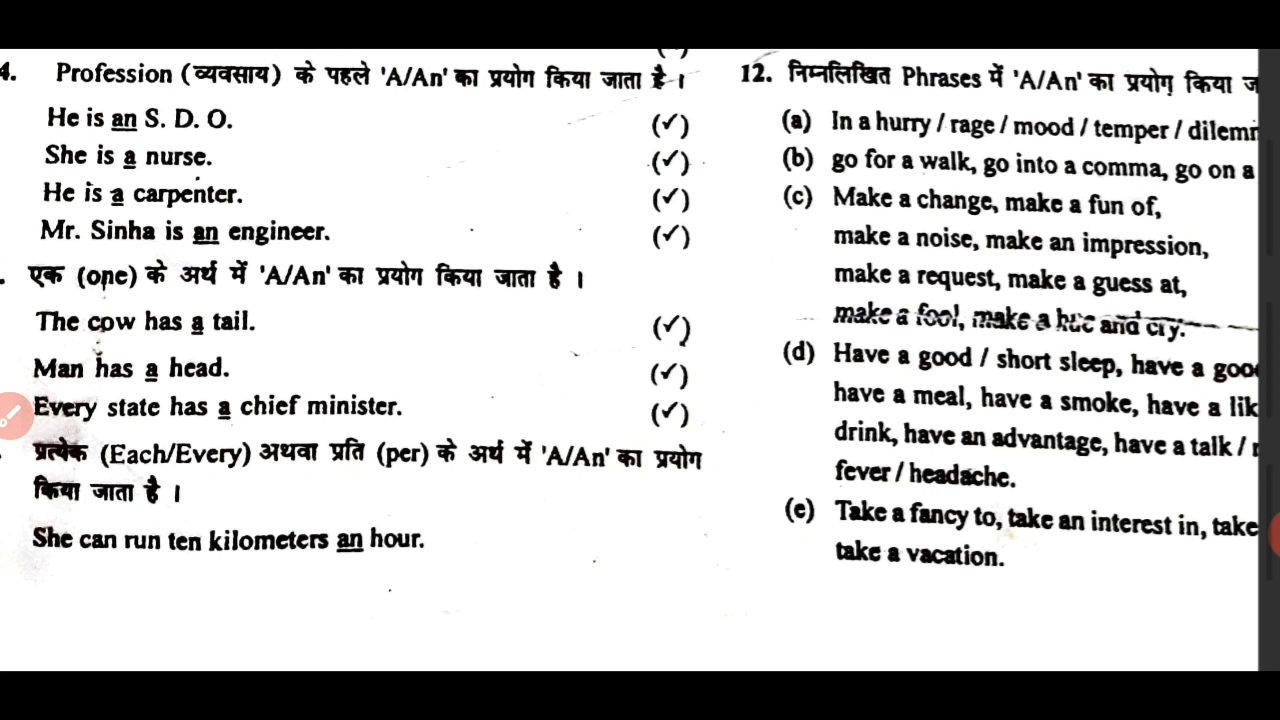 4. Profession (व्यवसाय) के पहले 'A/An' का प्रयोग किया जाता है ।
He is an S. D. O. (✓)
She is a nurse. (✓)
He is a carpenter. (✓)
Mr. Sinha is an engineer. (✓)
. एक (one) के अर्थ में 'A/An' का प्रयोग किया जाता है ।
The cow has a tail. (✓)
Man has a head. (✓)
Every state has a chief minister. (✓)
प्रत्येक (Each/Every) अथवा प्रति (per) के अर्थ में 'A/An' का प्रयोग
किया जाता है ।
She can run ten kilometers an hour.
12. निम्नलिखित Phrases में 'A/An' का प्रयोग किया
(a) In a hurry / rage / mood / temper /
(b) go for a walk, go into a comma, go on a
(c) Make a change, make a fun of,
make a noise, make an impression,
make a request, make a guess at,
make a fool, make a hue and cry.
(d) Have a good / short sleep, have a
have a meal, have a smoke, have a
drink, have an advantage, have a talk /
fever / headache.
(e) Take a fancy to, take an interest in, take
take a vacation.